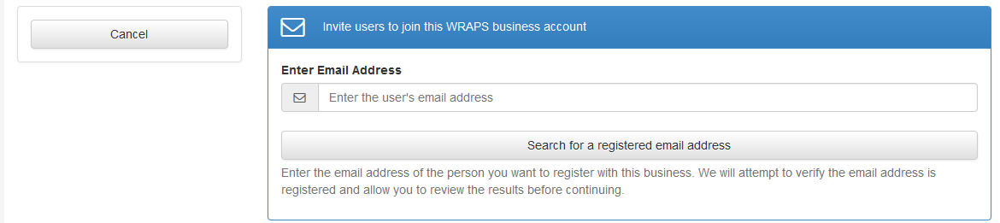 Cancel
Invite users to join this WRAPS business account
Enter Email Address
Enter the user's email address
Search for a registered email address
Enter the email address of the person you want to register with this business. We will attempt to verify the email address is
registered and allow you to review the results before continuing.